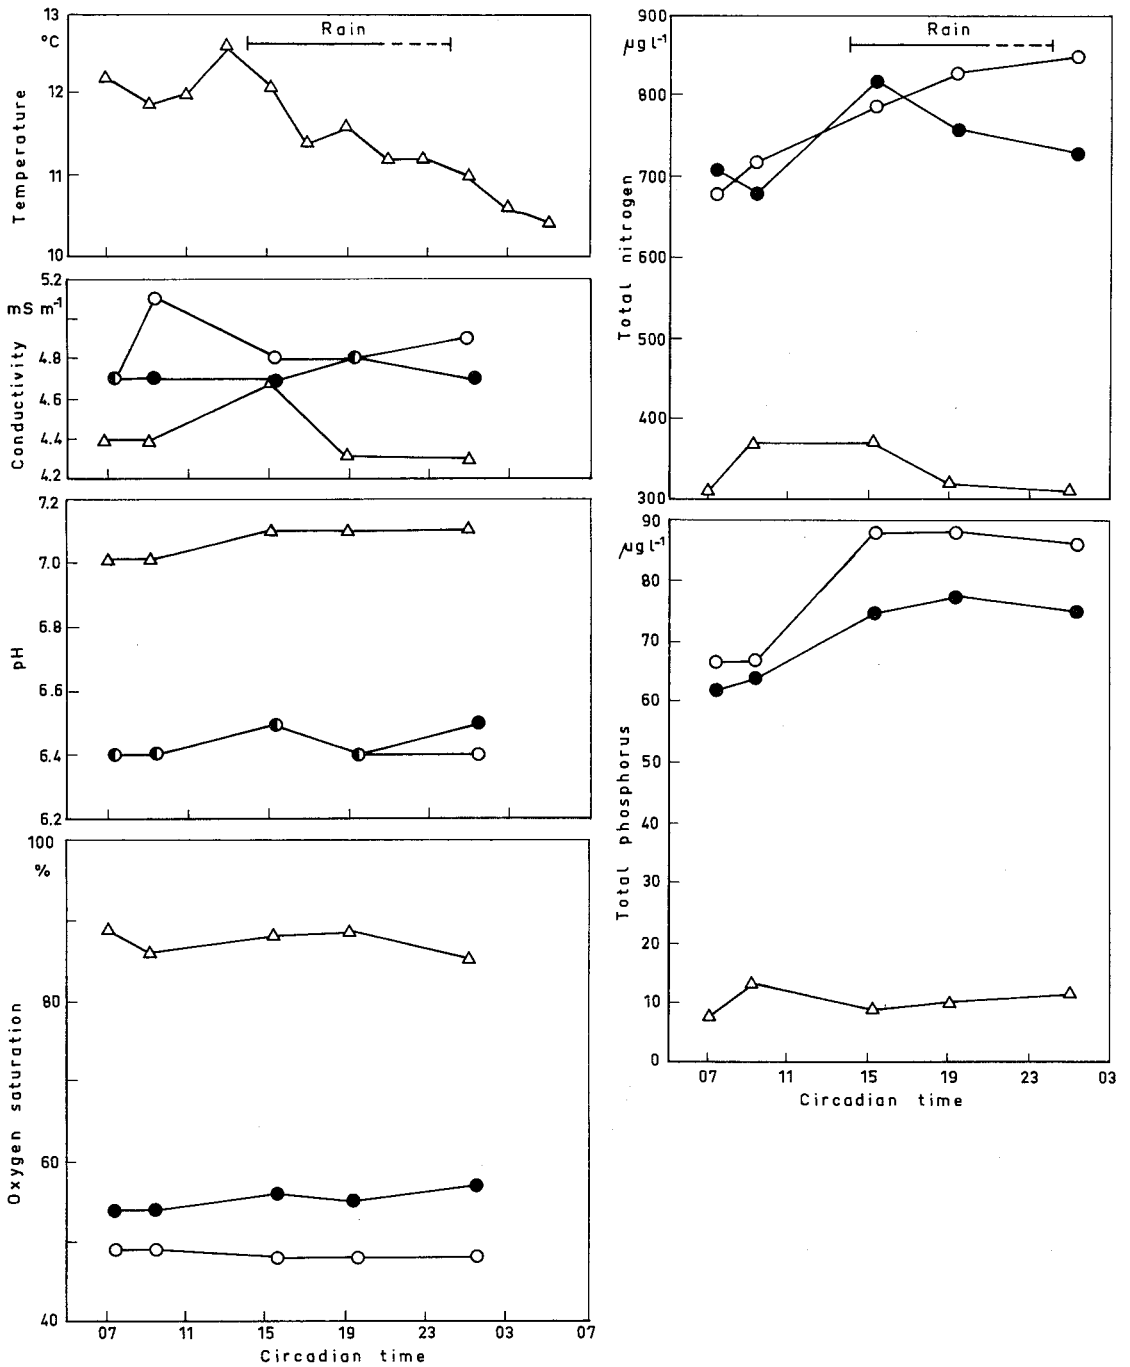 13
°C
Rain
12
11
10
Temperature
5.2
mS m⁻¹
4.8
4.6
4.4
4.2
Conductivity
7.2
7.0
6.8
6.6
6.4
6.2
pH
100
%
80
60
40
Oxygen saturation
07 11 15 19 23 03 07
Circadian time
900
µg l⁻¹
Rain
800
700
600
500
400
300
Total nitrogen
90
µg l⁻¹
80
70
60
50
40
30
20
10
0
Total phosphorus
07 11 15 19 23 03
Circadian time